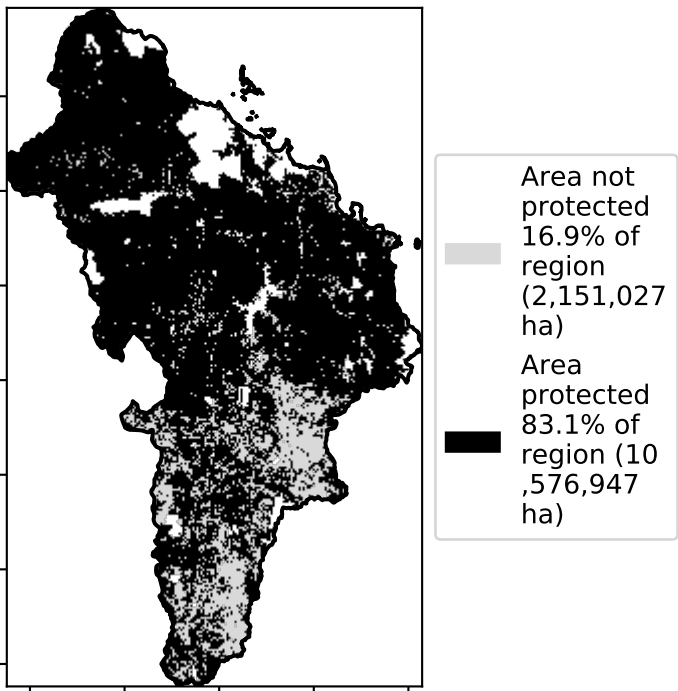 Area not
protected
16.9% of
region
(2,151,027
ha)
Area
protected
83.1% of
region (10
,576,947
ha)